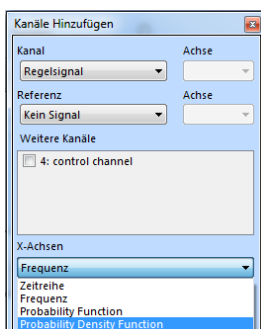 Kanäle Hinzufügen
Kanal Achse
Regelsignal
Referenz Achse
Kein Signal
Weitere Kanäle
4: control channel
X-Achsen
Frequenz
Zeitreihe
Frequenz
Probability Function
Probability Density Function